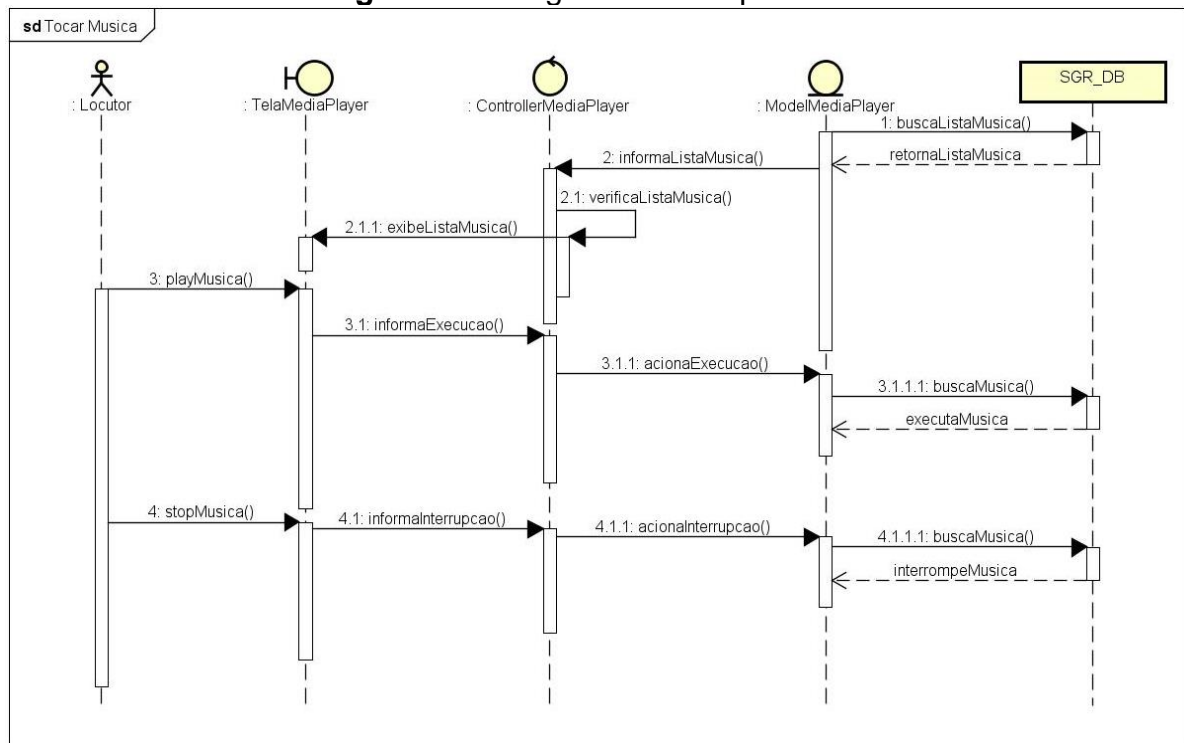 sd Tocar Musica
: Locutor
: TelaMediaPlayer
: ControllerMediaPlayer
: ModelMediaPlayer
SGR_DB
1: buscaListaMusica()
retornaListaMusica
2: informaListaMusica()
2.1: verificaListaMusica()
2.1.1: exibeListaMusica()
3: playMusica()
3.1: informaExecucao()
3.1.1: acionaExecucao()
3.1.1.1: buscaMusica()
executaMusica
4: stopMusica()
4.1: informaInterrupcao()
4.1.1: acionaInterrupcao()
4.1.1.1: buscaMusica()
interrompeMusica